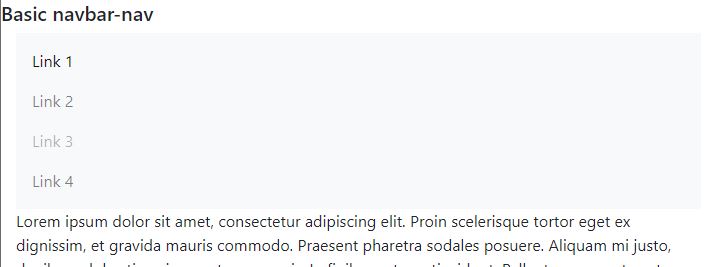 Basic navbar-nav
Link 1
Link 2
Link 3
Link 4
Lorem ipsum dolor sit amet, consectetur adipiscing elit. Proin scelerisque tortor eget ex
dignissim, et gravida mauris commodo. Praesent pharetra sodales posuere. Aliquam mi justo,